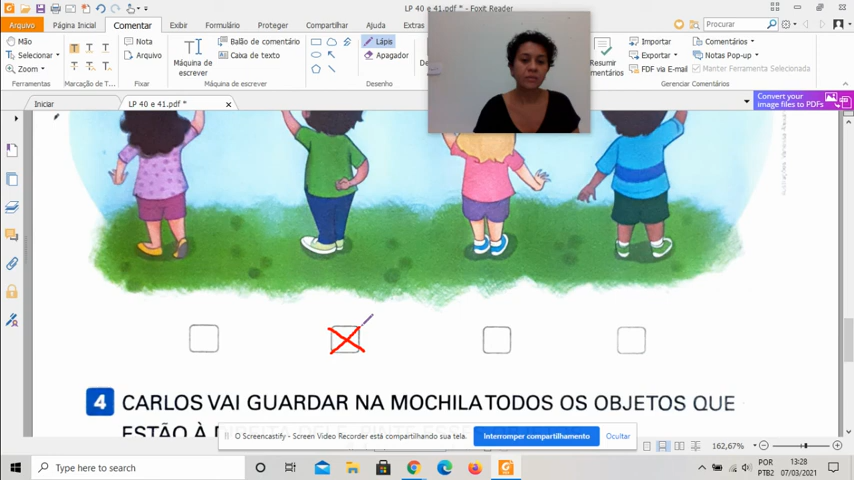 LP 40 e 41.pdf * - Foxit Reader
Arquivo Página Inicial Comentar Exibir Formulário Proteger Compartilhar Ajuda Extras
Procurar
Mão
Selecionar
Zoom
Ferramentas
T T T
Marcação de T...
Nota
Arquivo
Fixar
Máquina de escrever
Balão de comentário
Caixa de texto
Máquina de escrever
Lápis
Apagador
Desenho
Resumir comentários
Importar
Exportar
FDF via E-mail
Comentários
Notas Pop-up
Manter Ferramenta Selecionada
Gerenciar Comentários
Iniciar
LP 40 e 41.pdf *
Convert your
image files to PDFs
4 CARLOS VAI GUARDAR NA MOCHILA TODOS OS OBJETOS QUE
ESTÃO À
O Screencastify - Screen Video Recorder está compartilhando sua tela.
Interromper compartilhamento
Ocultar
162,67%
Type here to search
POR
PTB2
13:28
07/03/2021